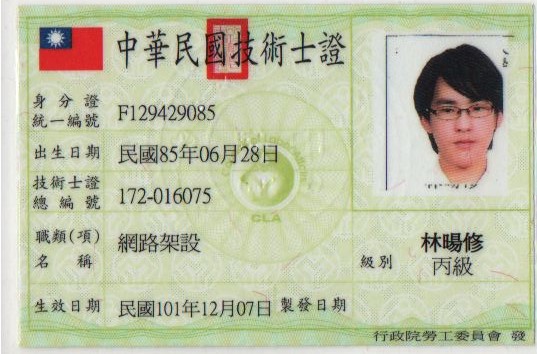 中華民國技術士證
身分證
統一編號 F129429085
出生日期 民國85年06月28日
技術士證
總編號 172-016075
職類(項)
名稱 網路架設
林暘修
級別 丙級
生效日期 民國101年12月07日 製發日期
行政院勞工委員會 發
CLA